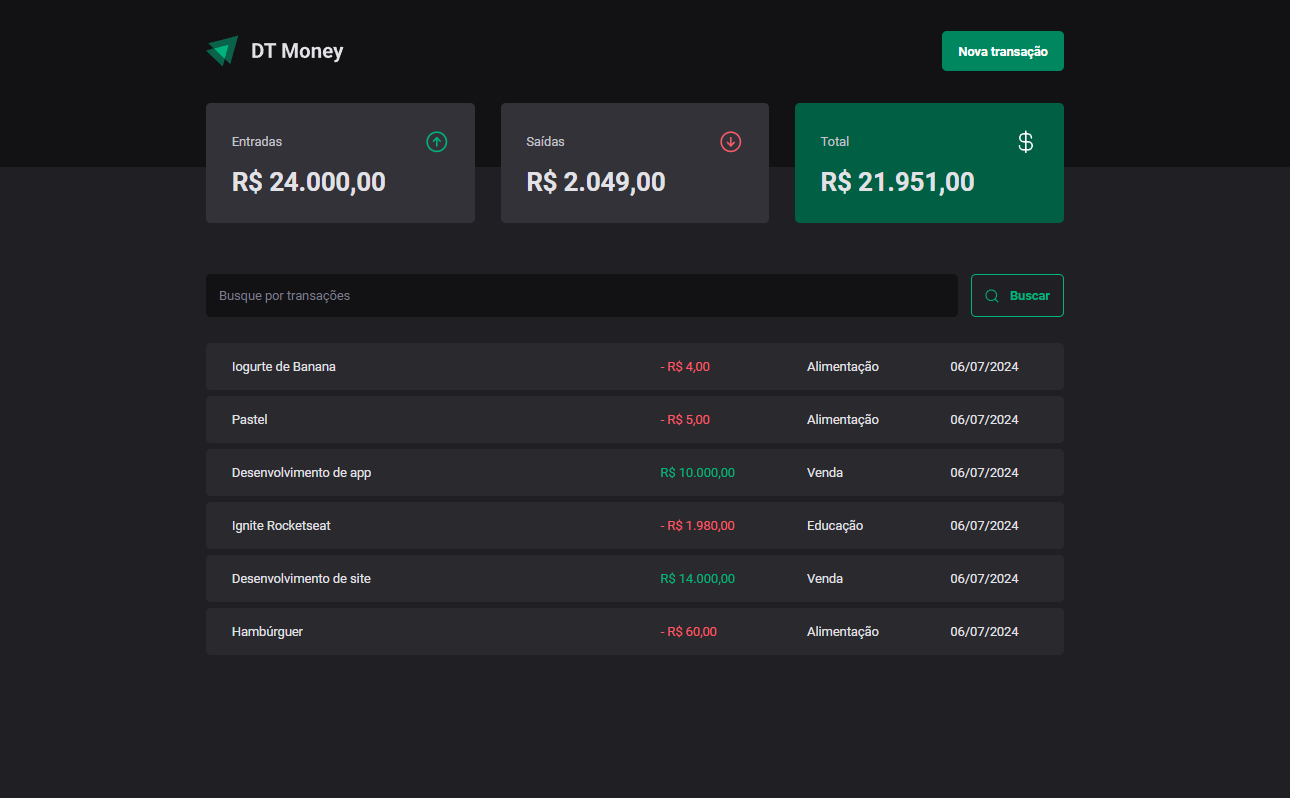 DT Money
Nova transação
Entradas
R$ 24.000,00
Saídas
R$ 2.049,00
Total
R$ 21.951,00
Busque por transações
Buscar
Iogurte de Banana - R$ 4,00 Alimentação 06/07/2024
Pastel - R$ 5,00 Alimentação 06/07/2024
Desenvolvimento de app R$ 10.000,00 Venda 06/07/2024
Ignite Rocketseat - R$ 1.980,00 Educação 06/07/2024
Desenvolvimento de site R$ 14.000,00 Venda 06/07/2024
Hambúrguer - R$ 60,00 Alimentação 06/07/2024